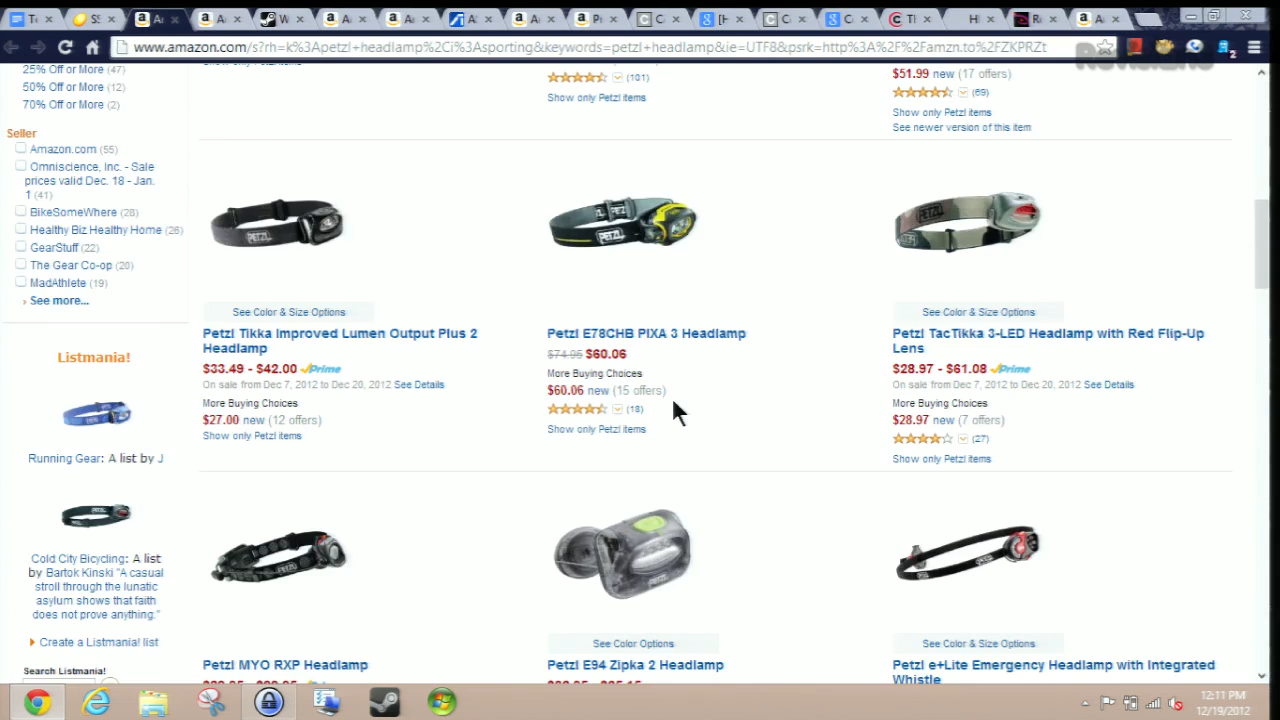 www.amazon.com/s?rh=k%3Apetzl+headlamp%2Ci%3Asporting&keywords=petzl+headlamp&ie=UTF8&psrk=http%3A%2F%2Famzn.to%2FZKPRZt
25% Off or More (47)
50% Off or More (12)
70% Off or More (2)
Seller
Amazon.com (55)
Omniscience, Inc. - Sale
prices valid Dec. 18 - Jan.
1 (41)
BikeSomeWhere (28)
Healthy Biz Healthy Home (26)
GearStuff (22)
The Gear Co-op (20)
MadAthlete (19)
› See more...
Listmania!
Running Gear: A list by J
Cold City Bicycling: A list
by Bartok Kinski "A casual
stroll through the lunatic
asylum shows that faith
does not prove anything."
Create a Listmania! list
Search Listmania!
(101)
Show only Petzl items
$51.99 new (17 offers)
(69)
Show only Petzl items
See newer version of this item
PETZL
See Color & Size Options
Petzl Tikka Improved Lumen Output Plus 2
Headlamp
$33.49 - $42.00 Prime
On sale from Dec 7, 2012 to Dec 20, 2012 See Details
More Buying Choices
$27.00 new (12 offers)
Show only Petzl items
PETZL
Petzl E78CHB PIXA 3 Headlamp
$74.95 $60.06
More Buying Choices
$60.06 new (15 offers)
(18)
Show only Petzl items
PETZL
See Color & Size Options
Petzl TacTikka 3-LED Headlamp with Red Flip-Up
Lens
$28.97 - $61.08 Prime
On sale from Dec 7, 2012 to Dec 20, 2012 See Details
More Buying Choices
$28.97 new (7 offers)
(27)
Show only Petzl items
Petzl MYO RXP Headlamp
See Color Options
Petzl E94 Zipka 2 Headlamp
See Color & Size Options
Petzl e+Lite Emergency Headlamp with Integrated
Whistle
12:11 PM
12/19/2012